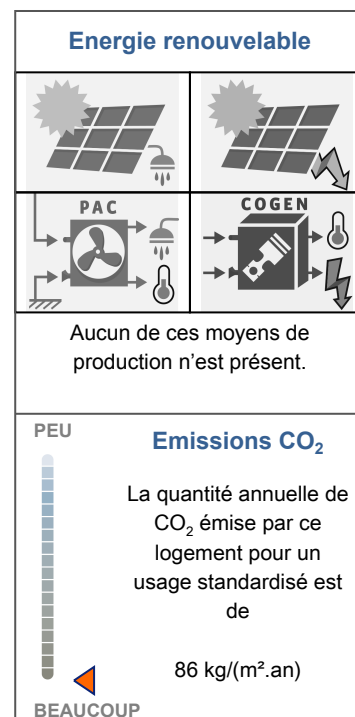 Energie renouvelable
PAC
COGEN
Aucun de ces moyens de
production n'est présent.
PEU
Emissions CO₂
La quantité annuelle de
CO₂ émise par ce
logement pour un
usage standardisé est
de
86 kg/(m².an)
BEAUCOUP